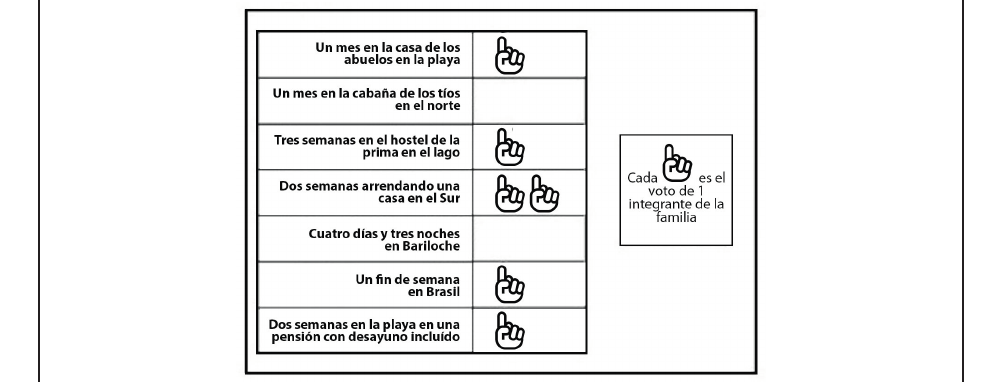 Un mes en la casa de los
abuelos en la playa
Un mes en la cabaña de los tíos
en el norte
Tres semanas en el hostel de la
prima en el lago
Dos semanas arrendando una
casa en el Sur
Cuatro días y tres noches
en Bariloche
Un fin de semana
en Brasil
Dos semanas en la playa en una
pensión con desayuno incluído
Cada es el
voto de 1
integrante de la
familia